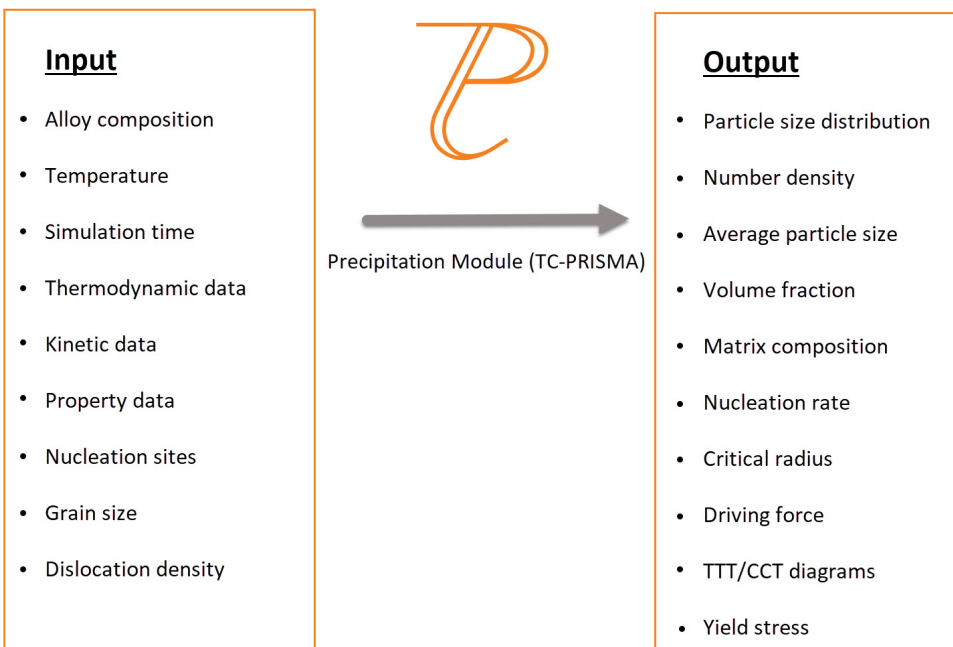 Input
• Alloy composition
• Temperature
• Simulation time
• Thermodynamic data
• Kinetic data
• Property data
• Nucleation sites
• Grain size
• Dislocation density
Precipitation Module (TC-PRISMA)
Output
• Particle size distribution
• Number density
• Average particle size
• Volume fraction
• Matrix composition
• Nucleation rate
• Critical radius
• Driving force
• TTT/CCT diagrams
• Yield stress